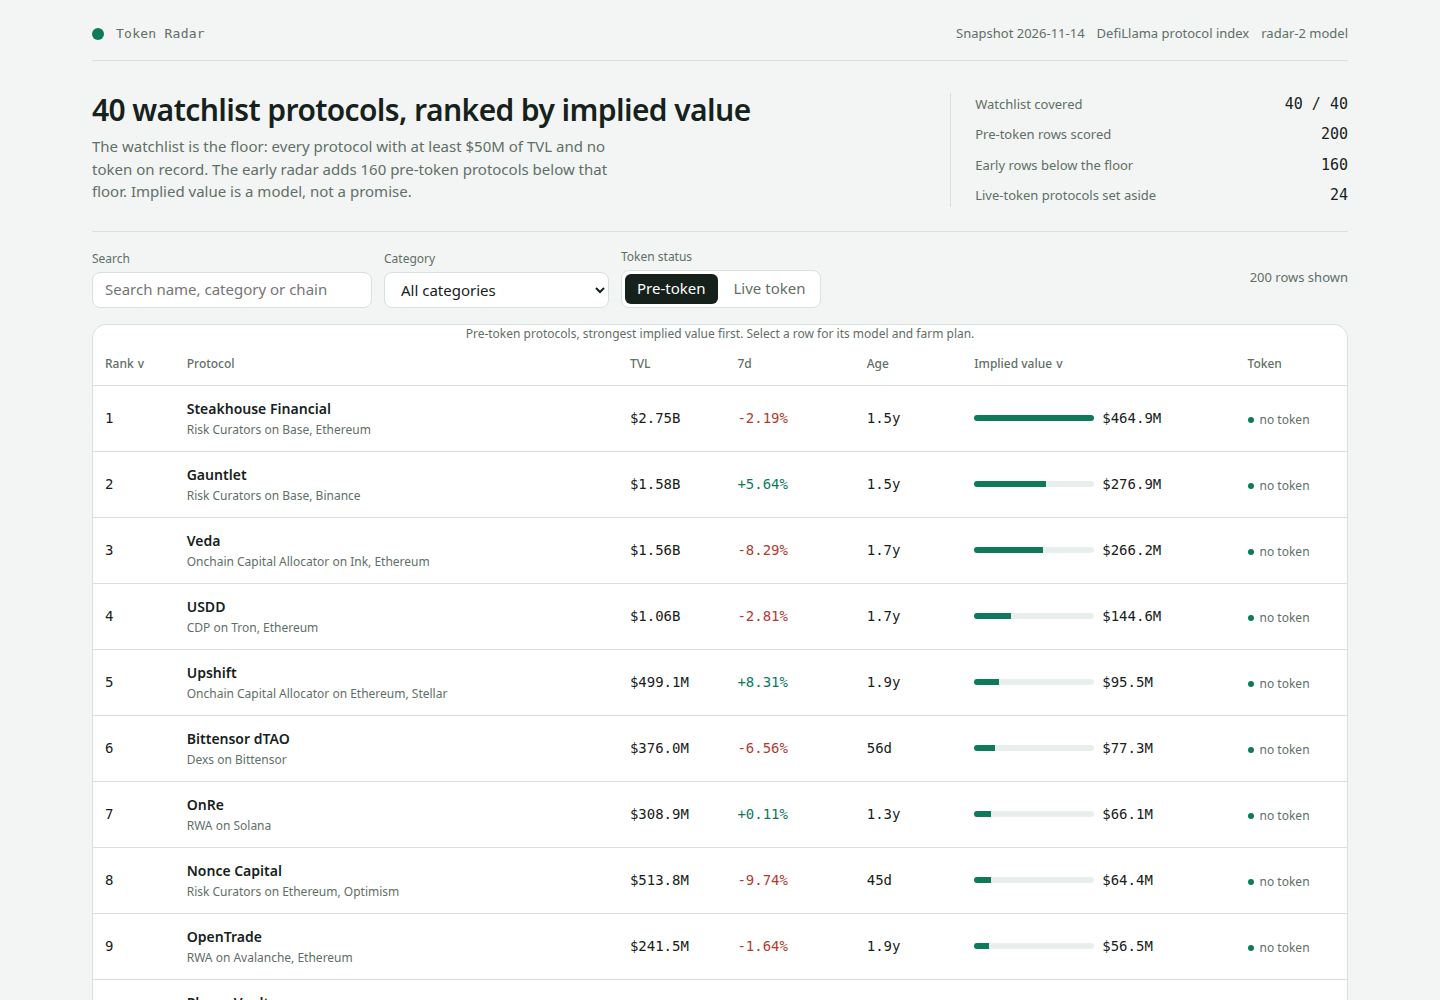 Token Radar
Snapshot 2026-11-14 DefiLlama protocol index radar-2 model
40 watchlist protocols, ranked by implied value
The watchlist is the floor: every protocol with at least $50M of TVL and no
token on record. The early radar adds 160 pre-token protocols below that
floor. Implied value is a model, not a promise.
Watchlist covered 40 / 40
Pre-token rows scored 200
Early rows below the floor 160
Live-token protocols set aside 24
Search
Search name, category or chain
Category
All categories
Token status
Pre-token Live token
200 rows shown
Pre-token protocols, strongest implied value first. Select a row for its model and farm plan.
Rank v Protocol TVL 7d Age Implied value v Token
1 Steakhouse Financial $2.75B -2.19% 1.5y $464.9M no token
Risk Curators on Base, Ethereum
2 Gauntlet $1.58B +5.64% 1.5y $276.9M no token
Risk Curators on Base, Binance
3 Veda $1.56B -8.29% 1.7y $266.2M no token
Onchain Capital Allocator on Ink, Ethereum
4 USDD $1.06B -2.81% 1.7y $144.6M no token
CDP on Tron, Ethereum
5 Upshift $499.1M +8.31% 1.9y $95.5M no token
Onchain Capital Allocator on Ethereum, Stellar
6 Bittensor dTAO $376.0M -6.56% 56d $77.3M no token
Dexs on Bittensor
7 OnRe $308.9M +0.11% 1.3y $66.1M no token
RWA on Solana
8 Nonce Capital $513.8M -9.74% 45d $64.4M no token
Risk Curators on Ethereum, Optimism
9 OpenTrade $241.5M -1.64% 1.9y $56.5M no token
RWA on Avalanche, Ethereum